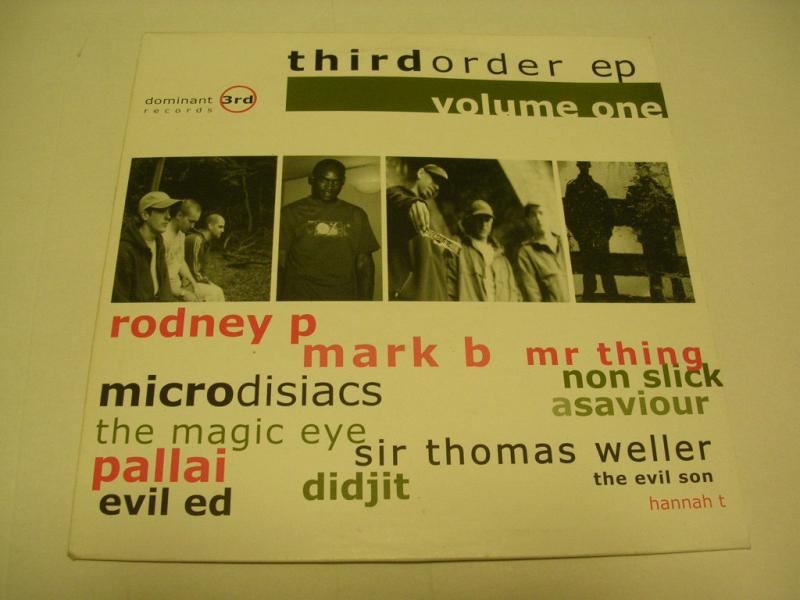 thirdorder ep
volume one
dominant 3rd
records
rodney p
mark b mr thing
microdisiacs non slick
asaviour
the magic eye
sir thomas weller
pallai
the evil son
evil ed didjit
hannah t